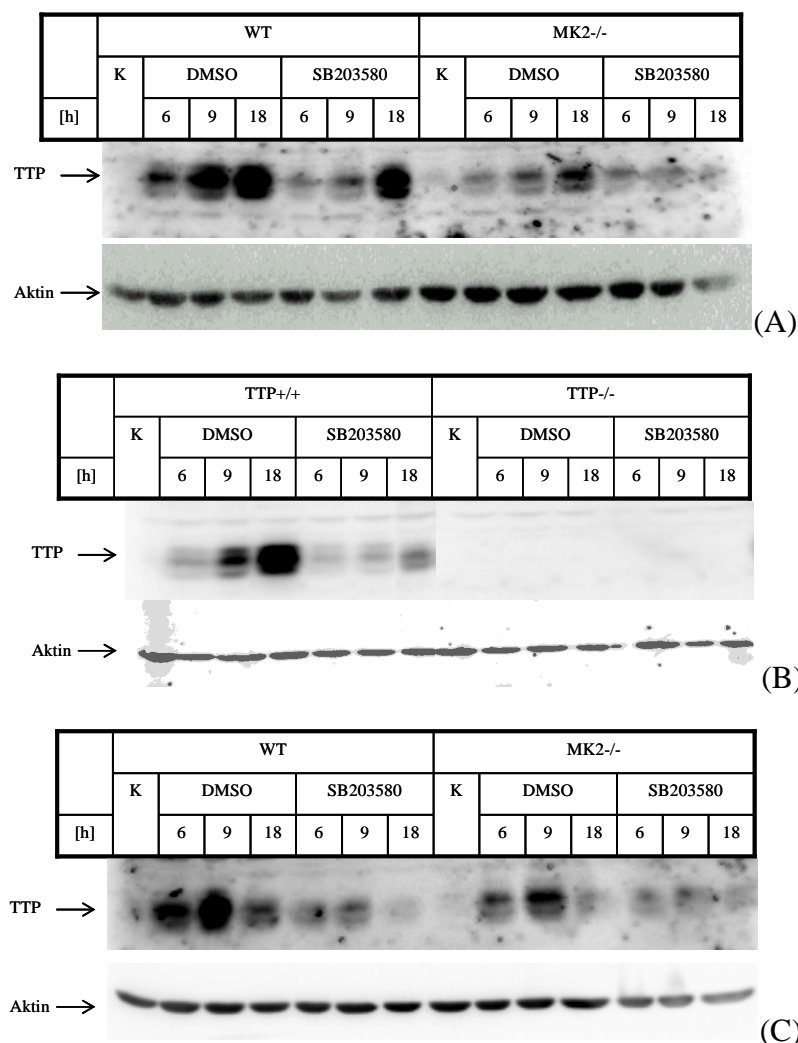 WT MK2-/-
K DMSO SB203580 K DMSO SB203580
[h] 6 9 18 6 9 18 6 9 18 6 9 18
TTP
Aktin
(A)
TTP+/+ TTP-/-
K DMSO SB203580 K DMSO SB203580
[h] 6 9 18 6 9 18 6 9 18 6 9 18
TTP
Aktin
(B)
WT MK2-/-
K DMSO SB203580 K DMSO SB203580
[h] 6 9 18 6 9 18 6 9 18 6 9 18
TTP
Aktin
(C)